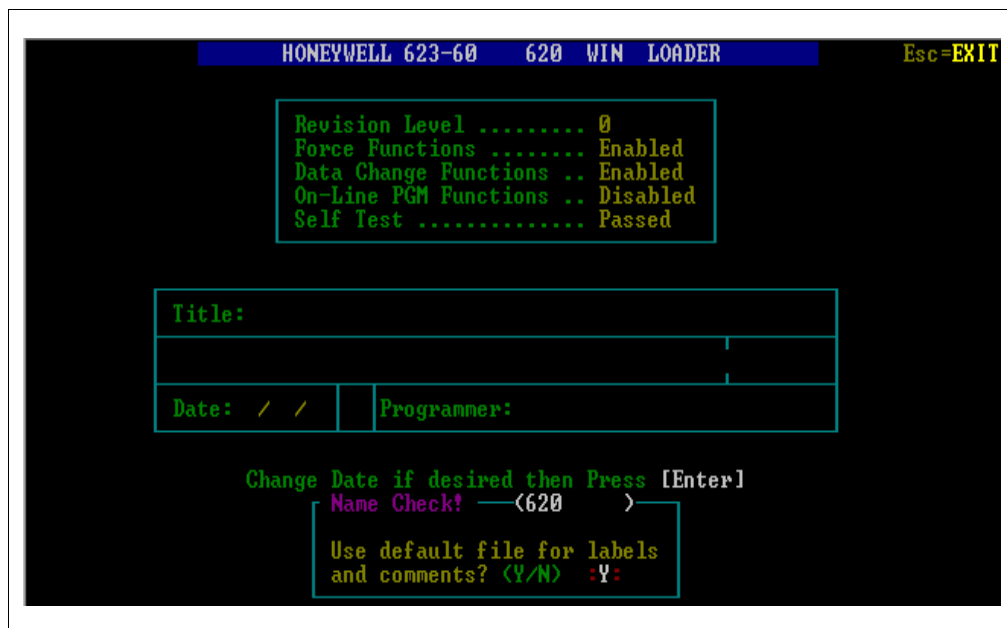 HONEYWELL 623-60 620 WIN LOADER Esc=EXIT
Revision Level ......... 0
Force Functions ........ Enabled
Data Change Functions .. Enabled
On-Line PGM Functions .. Disabled
Self Test .............. Passed
Title:
Date: / / Programmer:
Change Date if desired then Press [Enter]
Name Check! (620 )
Use default file for labels
and comments? (Y/N) :Y: